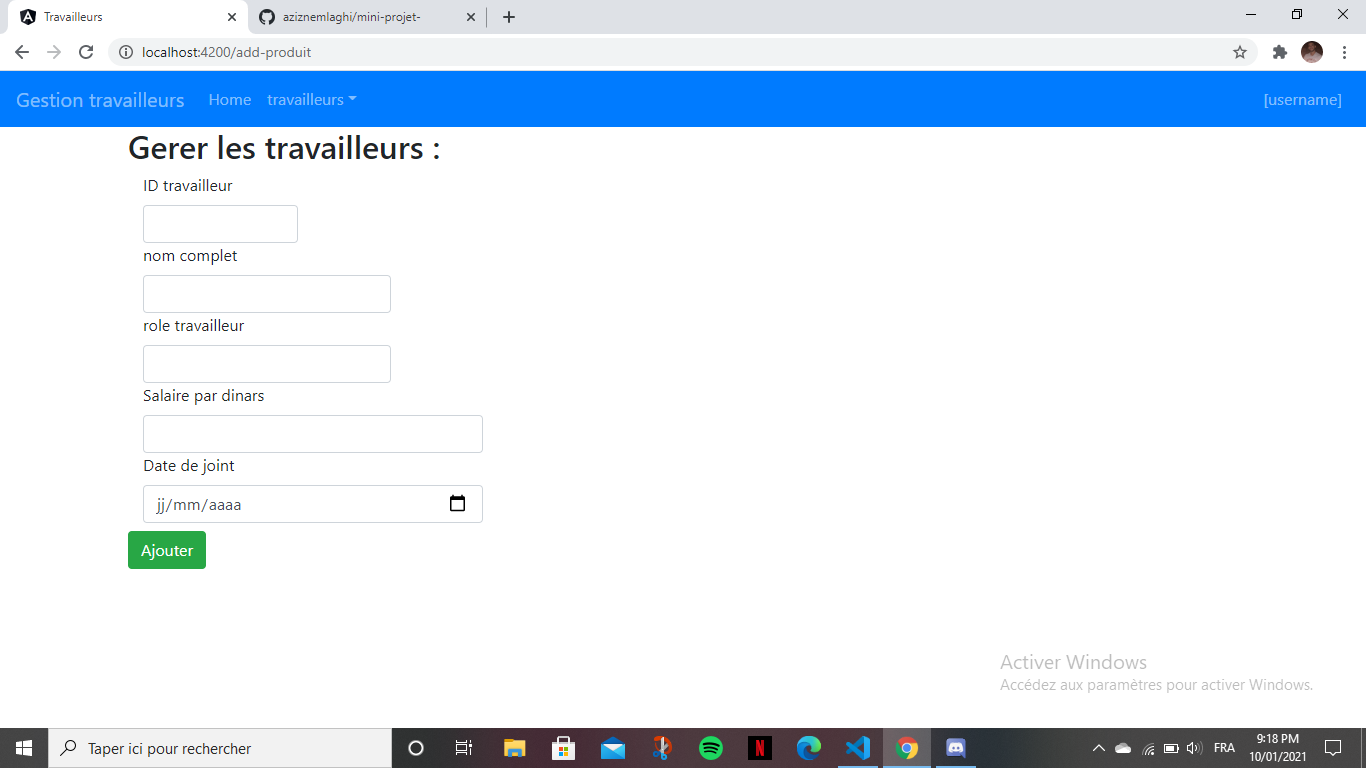 Travailleurs
aziznemlaghi/mini-projet-
localhost:4200/add-produit
Gestion travailleurs
Home
travailleurs
[username]
Gerer les travailleurs :
ID travailleur
nom complet
role travailleur
Salaire par dinars
Date de joint
jj/mm/aaaa
Ajouter
Activer Windows
Accédez aux paramètres pour activer Windows.
Taper ici pour rechercher
FRA
9:18 PM
10/01/2021